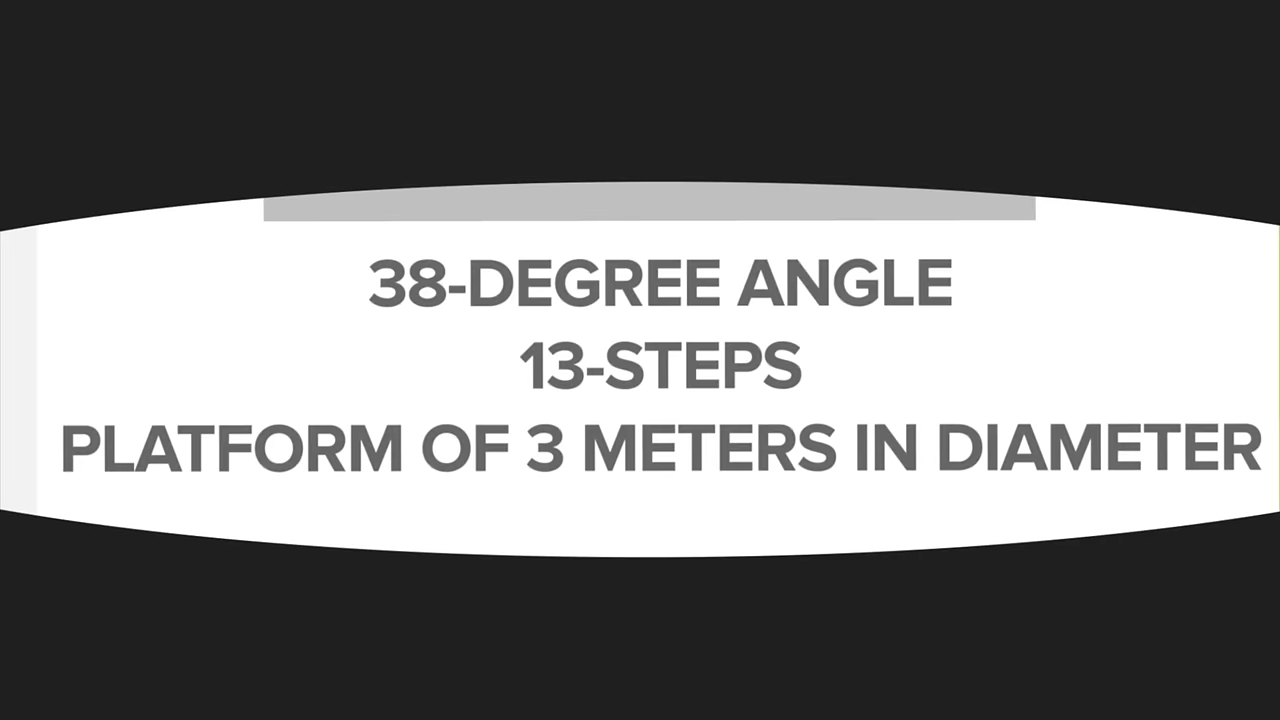 38-DEGREE ANGLE
13-STEPS
PLATFORM OF 3 METERS IN DIAMETER